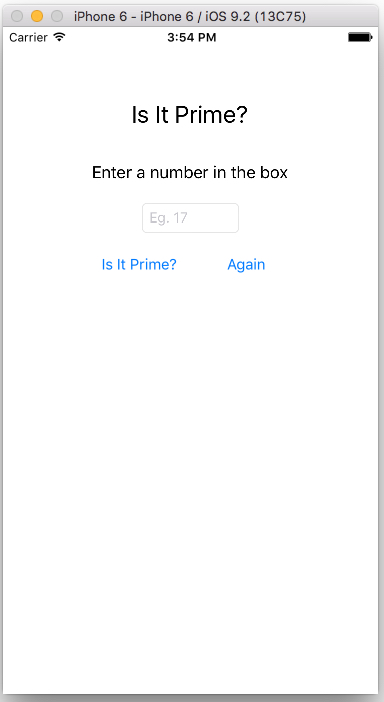 iPhone 6 - iPhone 6 / iOS 9.2 (13C75)
Carrier 3:54 PM
Is It Prime?
Enter a number in the box
Eg. 17
Is It Prime? Again